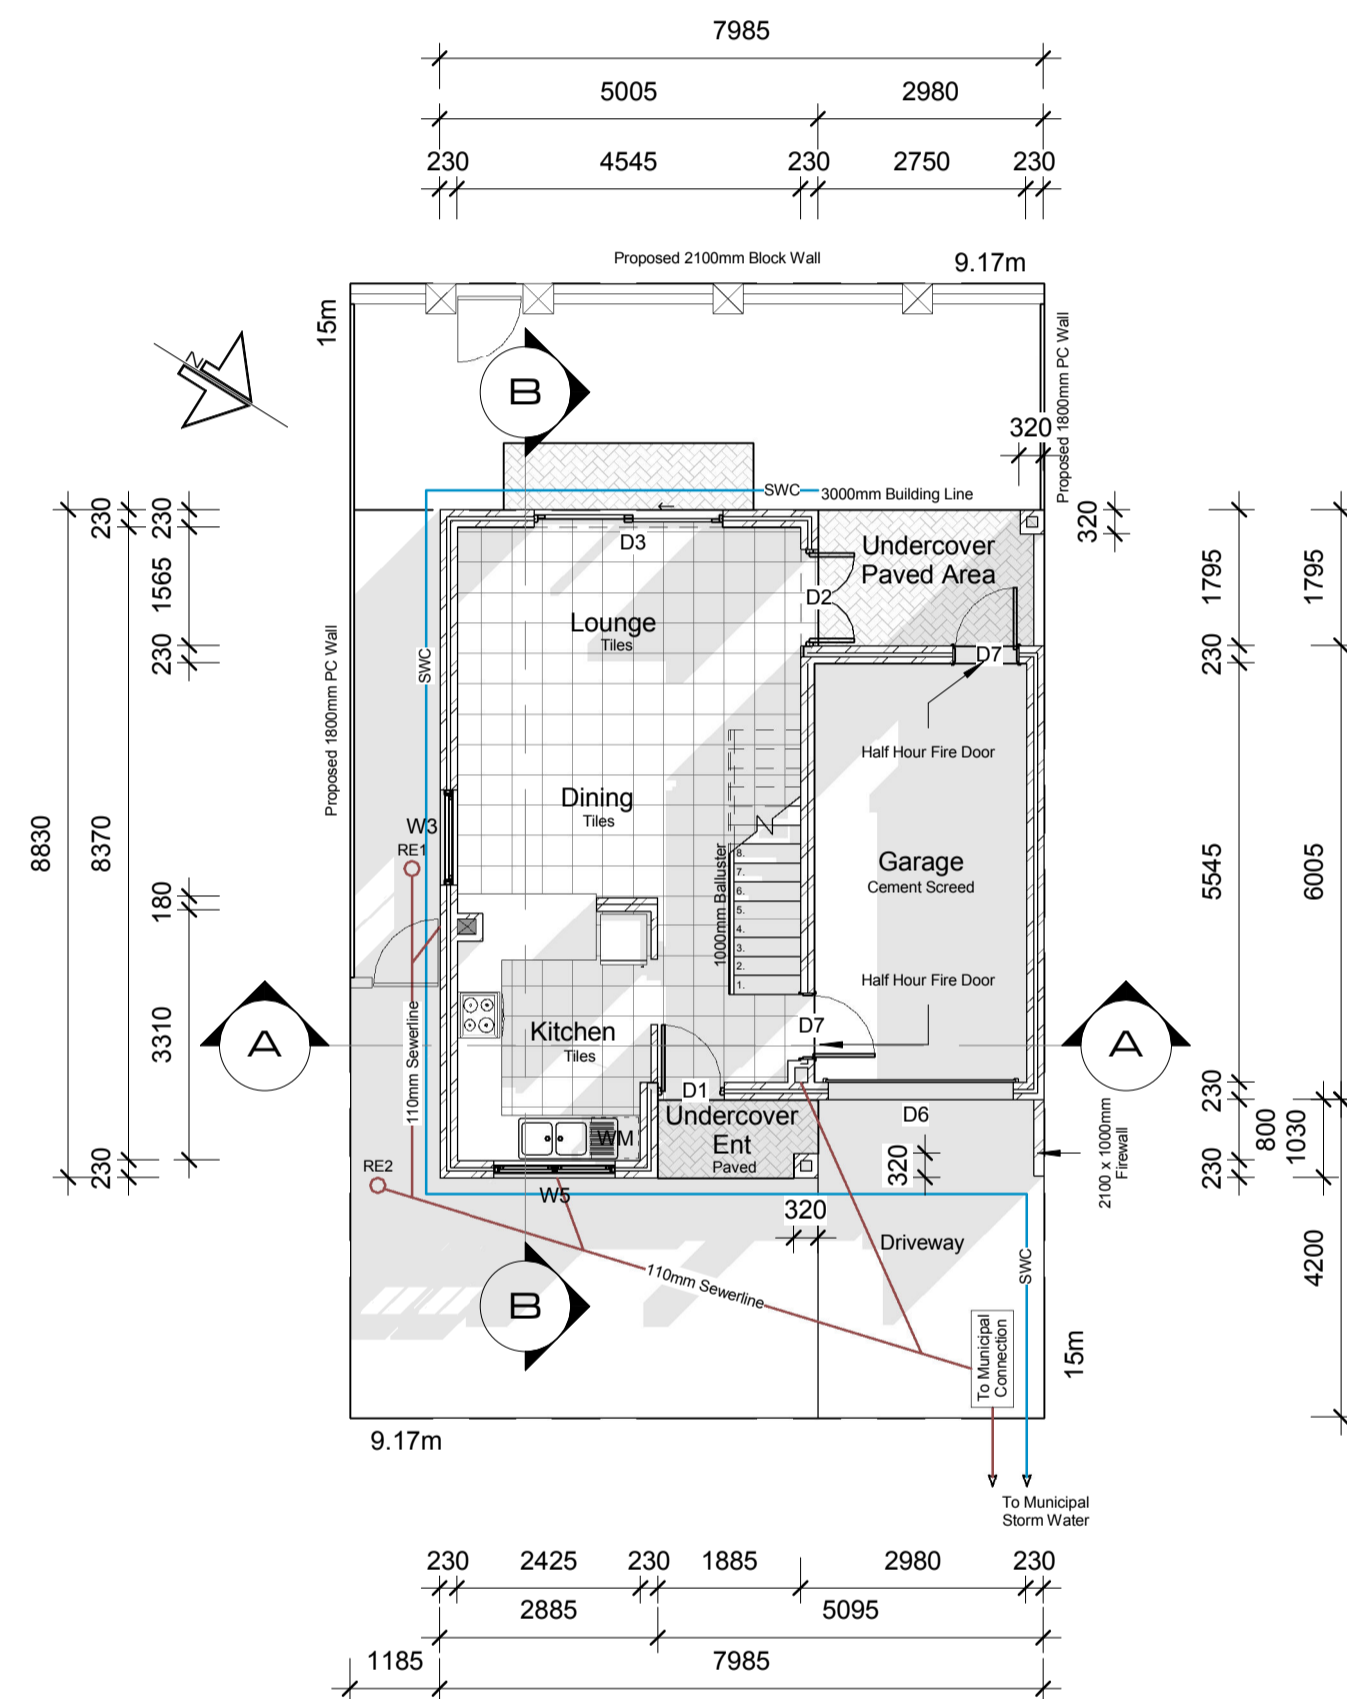 7985
5005 2980
230 4545 230 2750 230
Proposed 2100mm Block Wall
9.17m
15m
N
B
Proposed 1800mm PC Wall
320
SWC
3000mm Building Line
320
D3
Undercover
Paved Area
D2
Lounge
Tiles
D7
SWC
Proposed 1800mm PC Wall
Half Hour Fire Door
Dining
Tiles
W3
RE1
1000mm Balluster
8.
7.
6.
5.
4.
3.
2.
1.
N
Garage
Cement Screed
Half Hour Fire Door
110mm Sewerline
Kitchen
Tiles
D7
A
A
D1
D6
Undercover
Ent
Paved
WM
320
2100 x 1000mm
Firewall
RE2
W5
320
Driveway
110mm Sewerline
SWC
B
To Municipal
Connection
15m
9.17m
To Municipal
Storm Water
8830
230
8370
230
230
1565
230
180
3310
1795
230
5545
230
800
230
1030
1795
6005
4200
230 2425 230 1885 2980 230
2885 5095
1185 7985